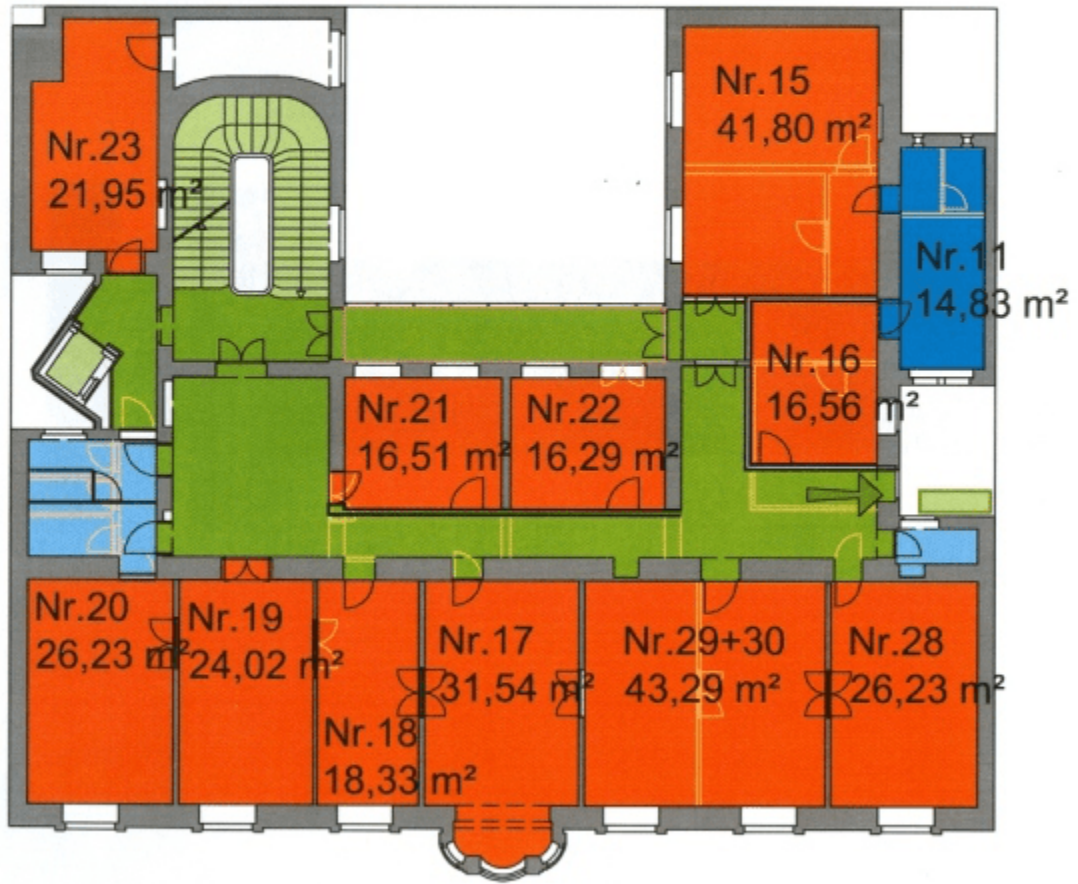 Nr.15
41,80 m²
Nr.23
21,95 m²
Nr.11
14,83 m²
Nr.16
16,56 m²
Nr.21
16,51 m²
Nr.22
16,29 m²
Nr.20
26,23 m²
Nr.19
24,02 m²
Nr.18
18,33 m²
Nr.17
31,54 m²
Nr.29+30
43,29 m²
Nr.28
26,23 m²